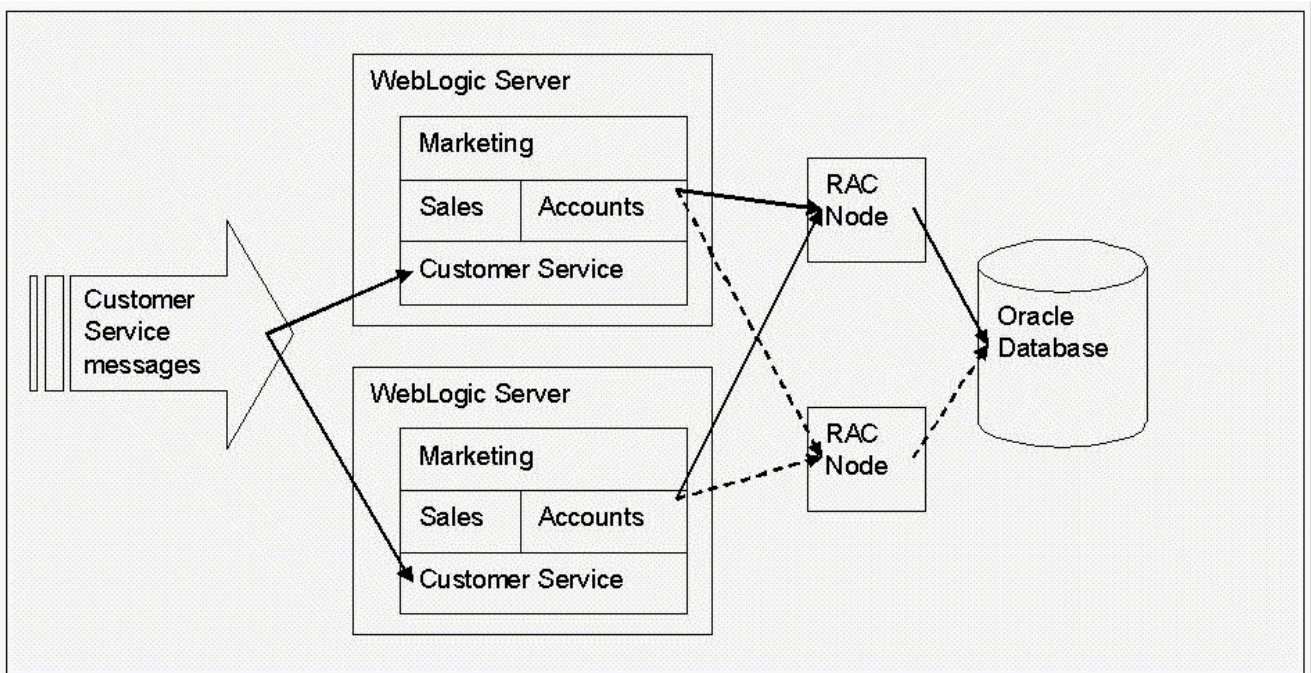 Customer
Service
messages
WebLogic Server
Marketing
Sales
Accounts
Customer Service
WebLogic Server
Marketing
Sales
Accounts
Customer Service
RAC
Node
RAC
Node
Oracle
Database